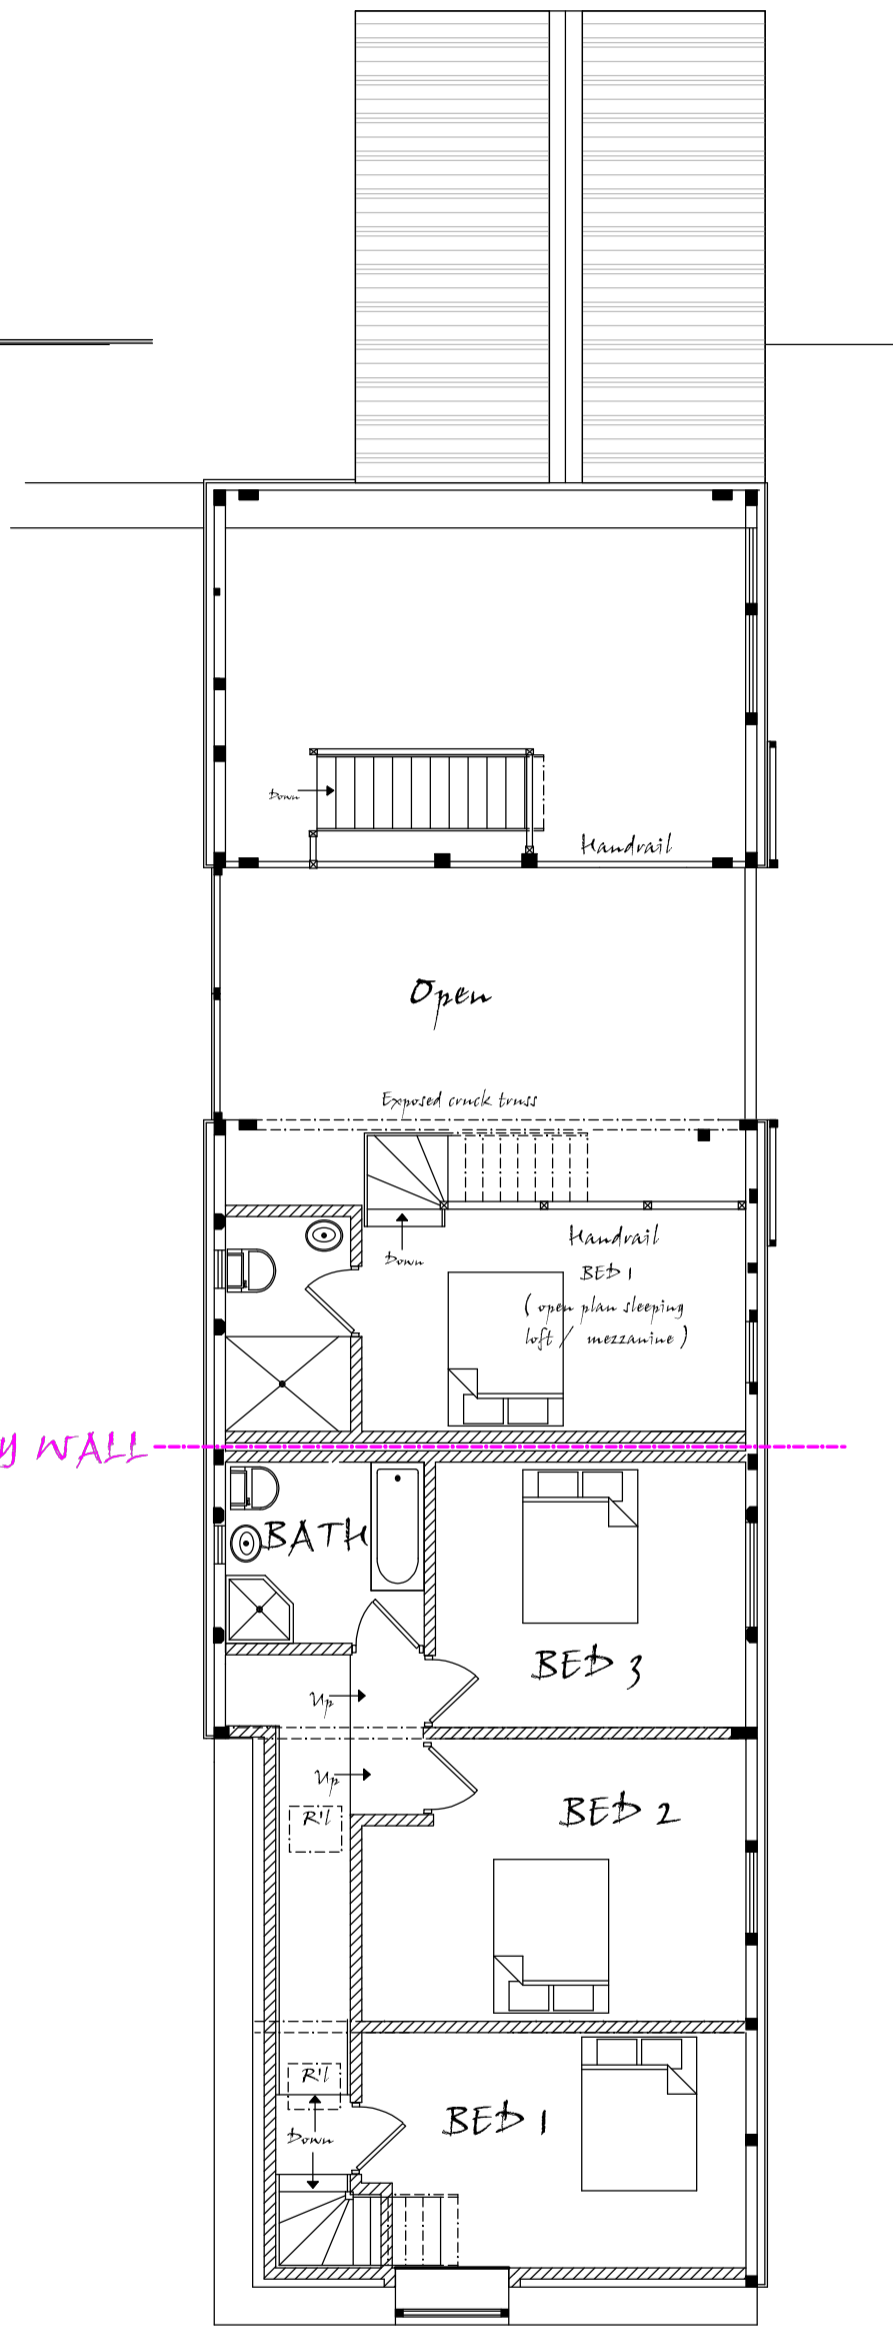 Down
Handrail
Open
Exposed cruck truss
Down
Handrail
BED 1
( open plan sleeping
loft / mezzanine )
Y WALL
BATH
BED 3
Up
Up
R'l
BED 2
R'l
Down
BED 1